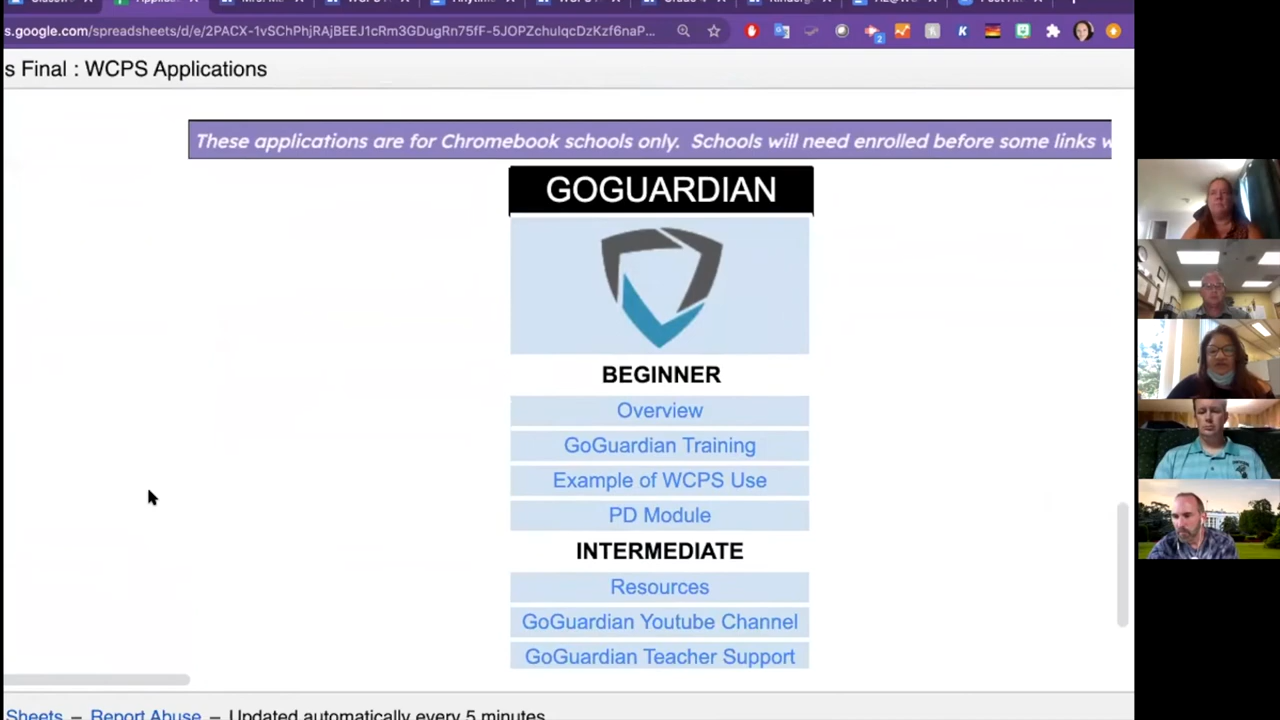 s.google.com/spreadsheets/d/e/2PACX-1vSChPhjRAjBEEJ1cRm3GDugRn75fF-5JOPZchulqcDzKzf6naP...
s Final : WCPS Applications
These applications are for Chromebook schools only. Schools will need enrolled before some links w
GOGUARDIAN
BEGINNER
Overview
GoGuardian Training
Example of WCPS Use
PD Module
INTERMEDIATE
Resources
GoGuardian Youtube Channel
GoGuardian Teacher Support
Sheets – Report Abuse – Updated automatically every 5 minutes